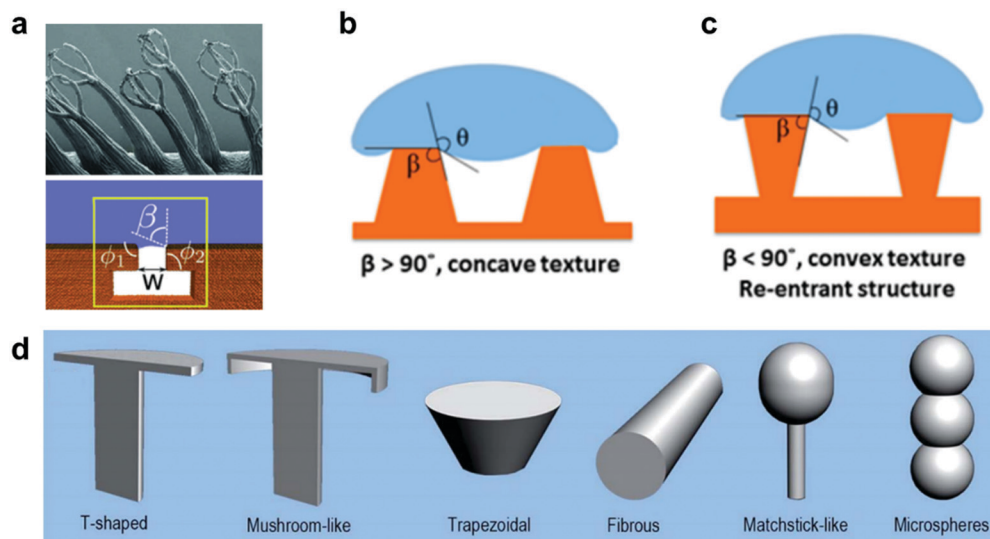 a
β
ϕ1
ϕ2
W
b
θ
β
β > 90°, concave texture
c
θ
β
β < 90°, convex texture
Re-entrant structure
d
T-shaped
Mushroom-like
Trapezoidal
Fibrous
Matchstick-like
Microspheres